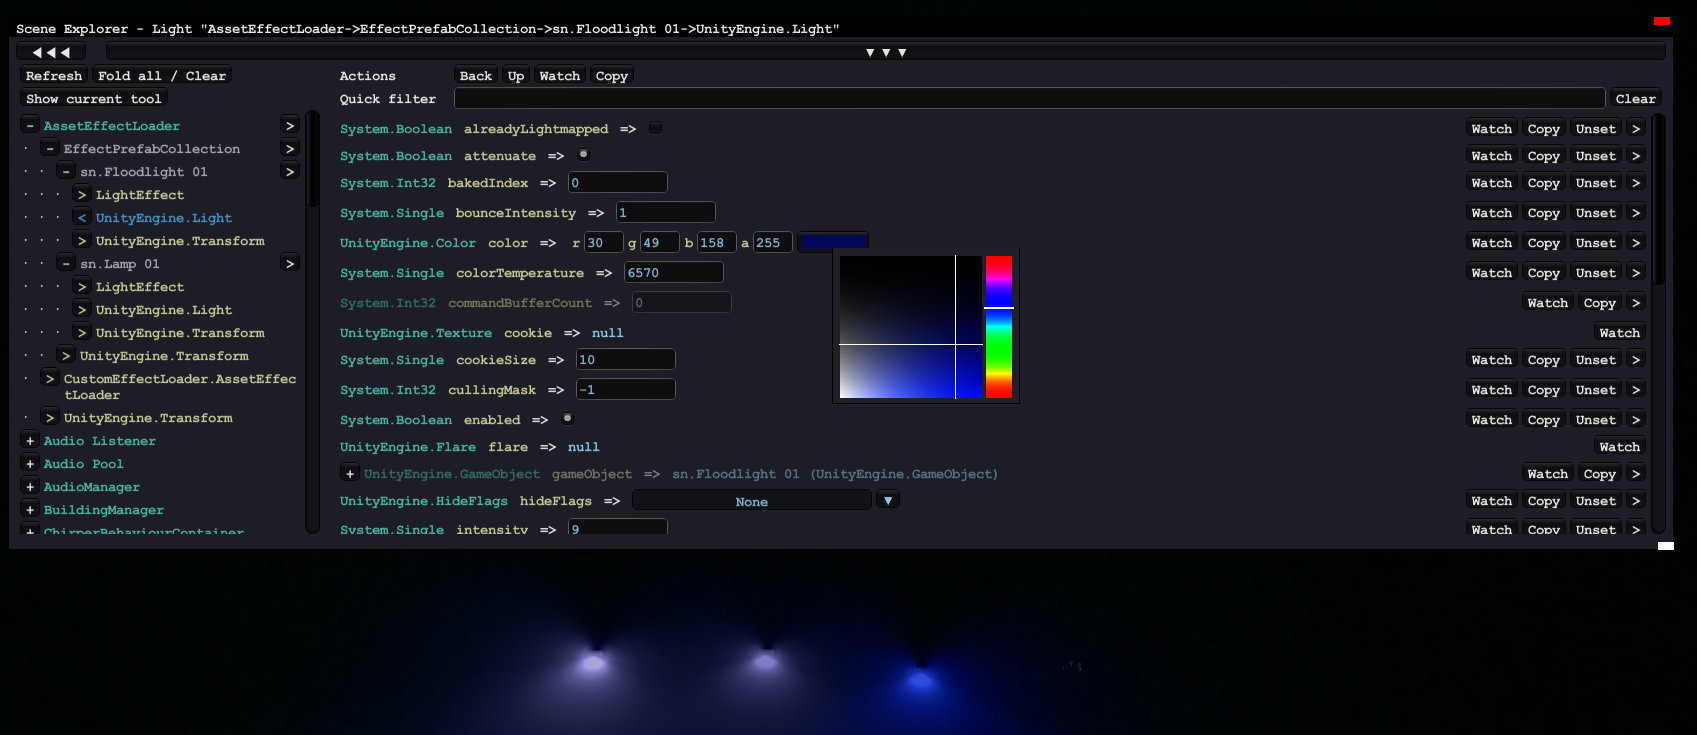 Scene Explorer - Light "AssetEffectLoader->EffectPrefabCollection->sn.Floodlight 01->UnityEngine.Light"
◀◀◀ ▼ ▼ ▼
Refresh Fold all / Clear
Show current tool
- AssetEffectLoader >
· - EffectPrefabCollection >
· · - sn.Floodlight 01 >
· · · > LightEffect
· · · < UnityEngine.Light
· · · > UnityEngine.Transform
· · - sn.Lamp 01 >
· · · > LightEffect
· · · > UnityEngine.Light
· · · > UnityEngine.Transform
· · > UnityEngine.Transform
· > CustomEffectLoader.AssetEffec
tLoader
· > UnityEngine.Transform
+ Audio Listener
+ Audio Pool
+ AudioManager
+ BuildingManager
+ ChirperBehaviourContainer
Actions Back Up Watch Copy
Quick filter Clear
System.Boolean alreadyLightmapped => Watch Copy Unset >
System.Boolean attenuate => Watch Copy Unset >
System.Int32 bakedIndex => 0 Watch Copy Unset >
System.Single bounceIntensity => 1 Watch Copy Unset >
UnityEngine.Color color => r 30 g 49 b 158 a 255 Watch Copy Unset >
System.Single colorTemperature => 6570 Watch Copy Unset >
System.Int32 commandBufferCount => 0 Watch Copy >
UnityEngine.Texture cookie => null Watch
System.Single cookieSize => 10 Watch Copy Unset >
System.Int32 cullingMask => -1 Watch Copy Unset >
System.Boolean enabled => Watch Copy Unset >
UnityEngine.Flare flare => null Watch
+ UnityEngine.GameObject gameObject => sn.Floodlight 01 (UnityEngine.GameObject) Watch Copy >
UnityEngine.HideFlags hideFlags => None ▼ Watch Copy Unset >
System.Single intensity => 9 Watch Copy Unset >